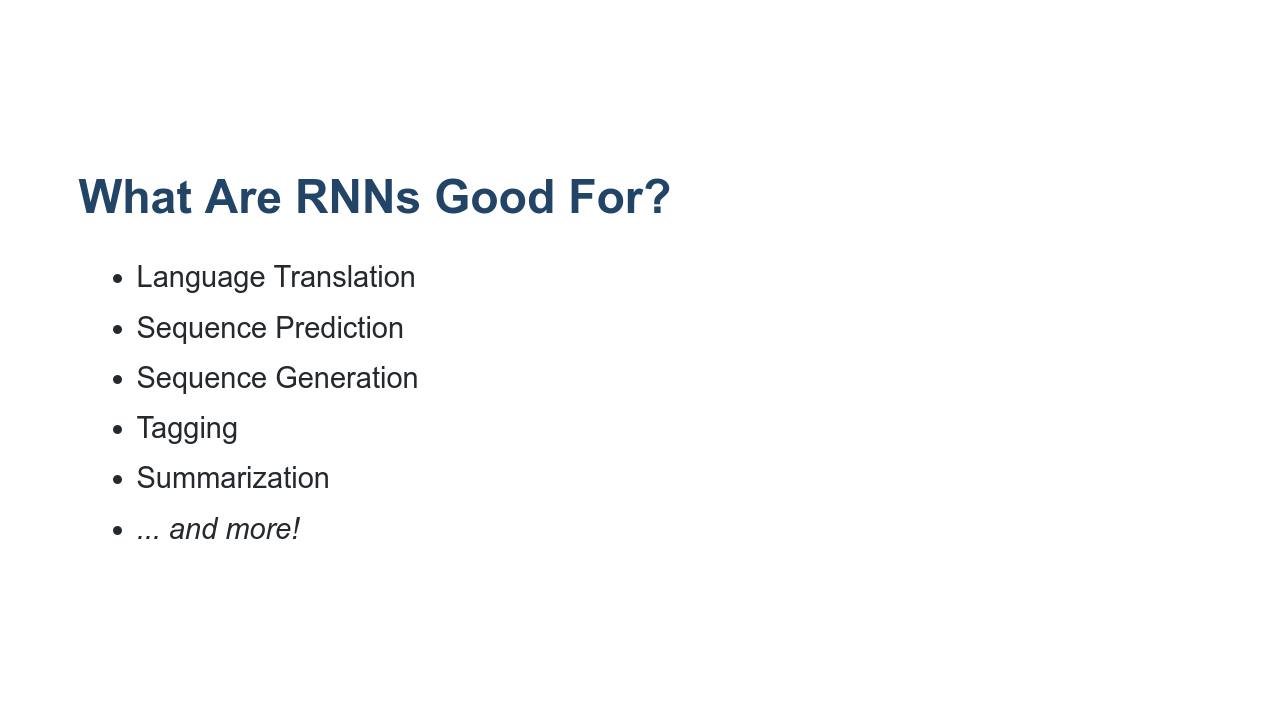 What Are RNNs Good For?
• Language Translation
• Sequence Prediction
• Sequence Generation
• Tagging
• Summarization
• ... and more!